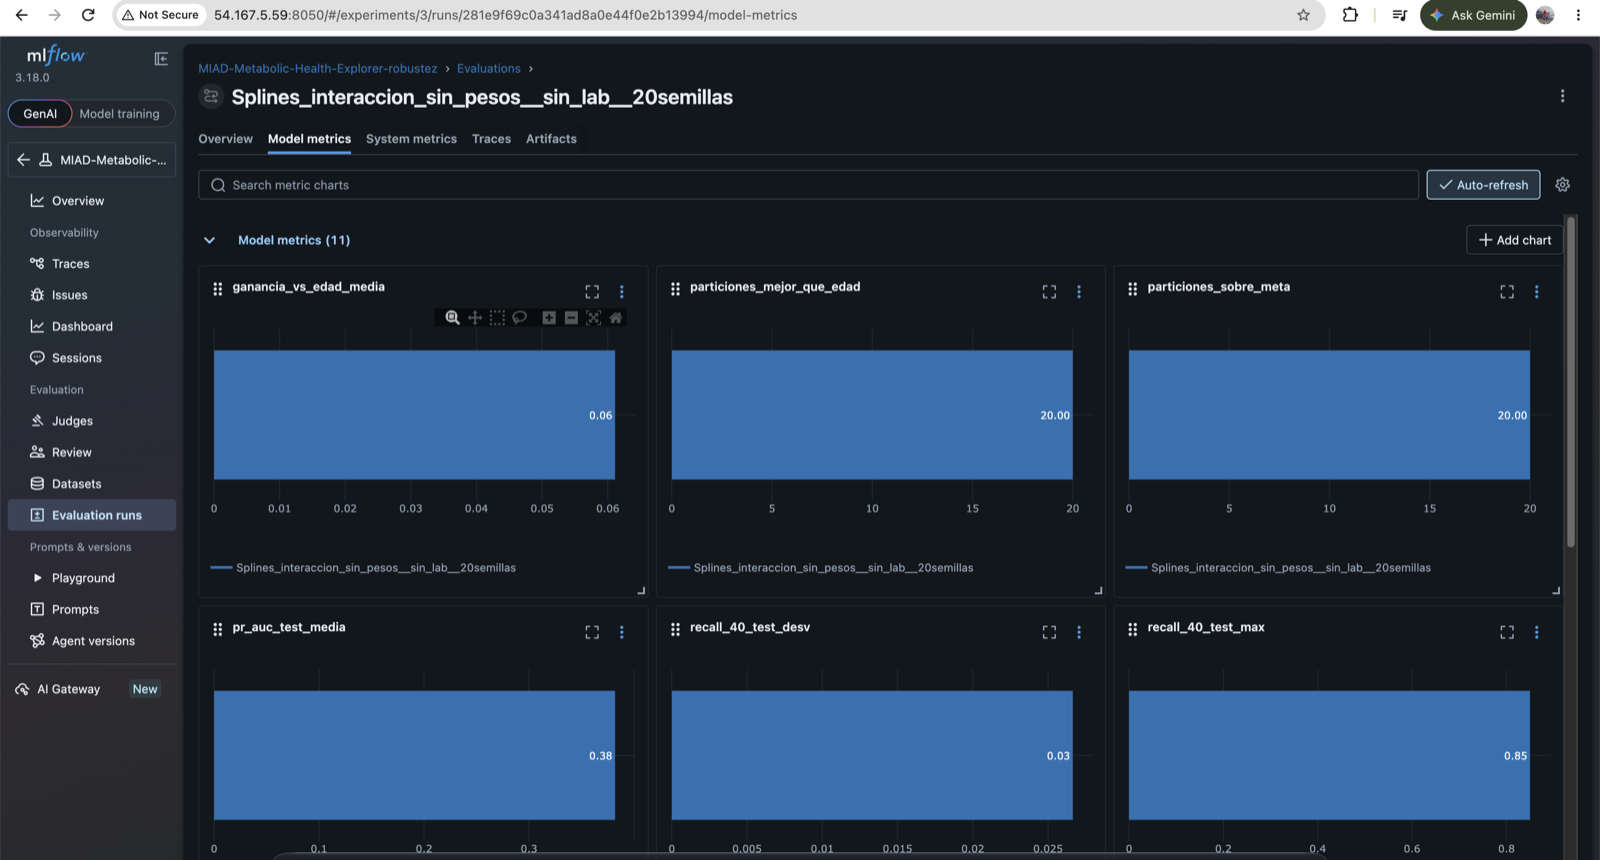 Not Secure 54.167.5.59:8050/#/experiments/3/runs/281e9f69c0a341ad8a0e44f0e2b13994/model-metrics Ask Gemini
mlflow
3.18.0
GenAI Model training
MIAD-Metabolic-...
Overview
Observability
Traces
Issues
Dashboard
Sessions
Evaluation
Judges
Review
Datasets
Evaluation runs
Prompts & versions
Playground
Prompts
Agent versions
AI Gateway New
MIAD-Metabolic-Health-Explorer-robustez › Evaluations ›
Splines_interaccion_sin_pesos__sin_lab__20semillas
Overview Model metrics System metrics Traces Artifacts
Search metric charts Auto-refresh
Model metrics (11) Add chart
ganancia_vs_edad_media
0.06
0 0.01 0.02 0.03 0.04 0.05 0.06
Splines_interaccion_sin_pesos__sin_lab__20semillas
particiones_mejor_que_edad
20.00
0 5 10 15 20
Splines_interaccion_sin_pesos__sin_lab__20semillas
particiones_sobre_meta
20.00
0 5 10 15 20
Splines_interaccion_sin_pesos__sin_lab__20semillas
pr_auc_test_media
0.38
0 0.1 0.2 0.3
recall_40_test_desv
0.03
0 0.005 0.01 0.015 0.02 0.025
recall_40_test_max
0.85
0 0.2 0.4 0.6 0.8